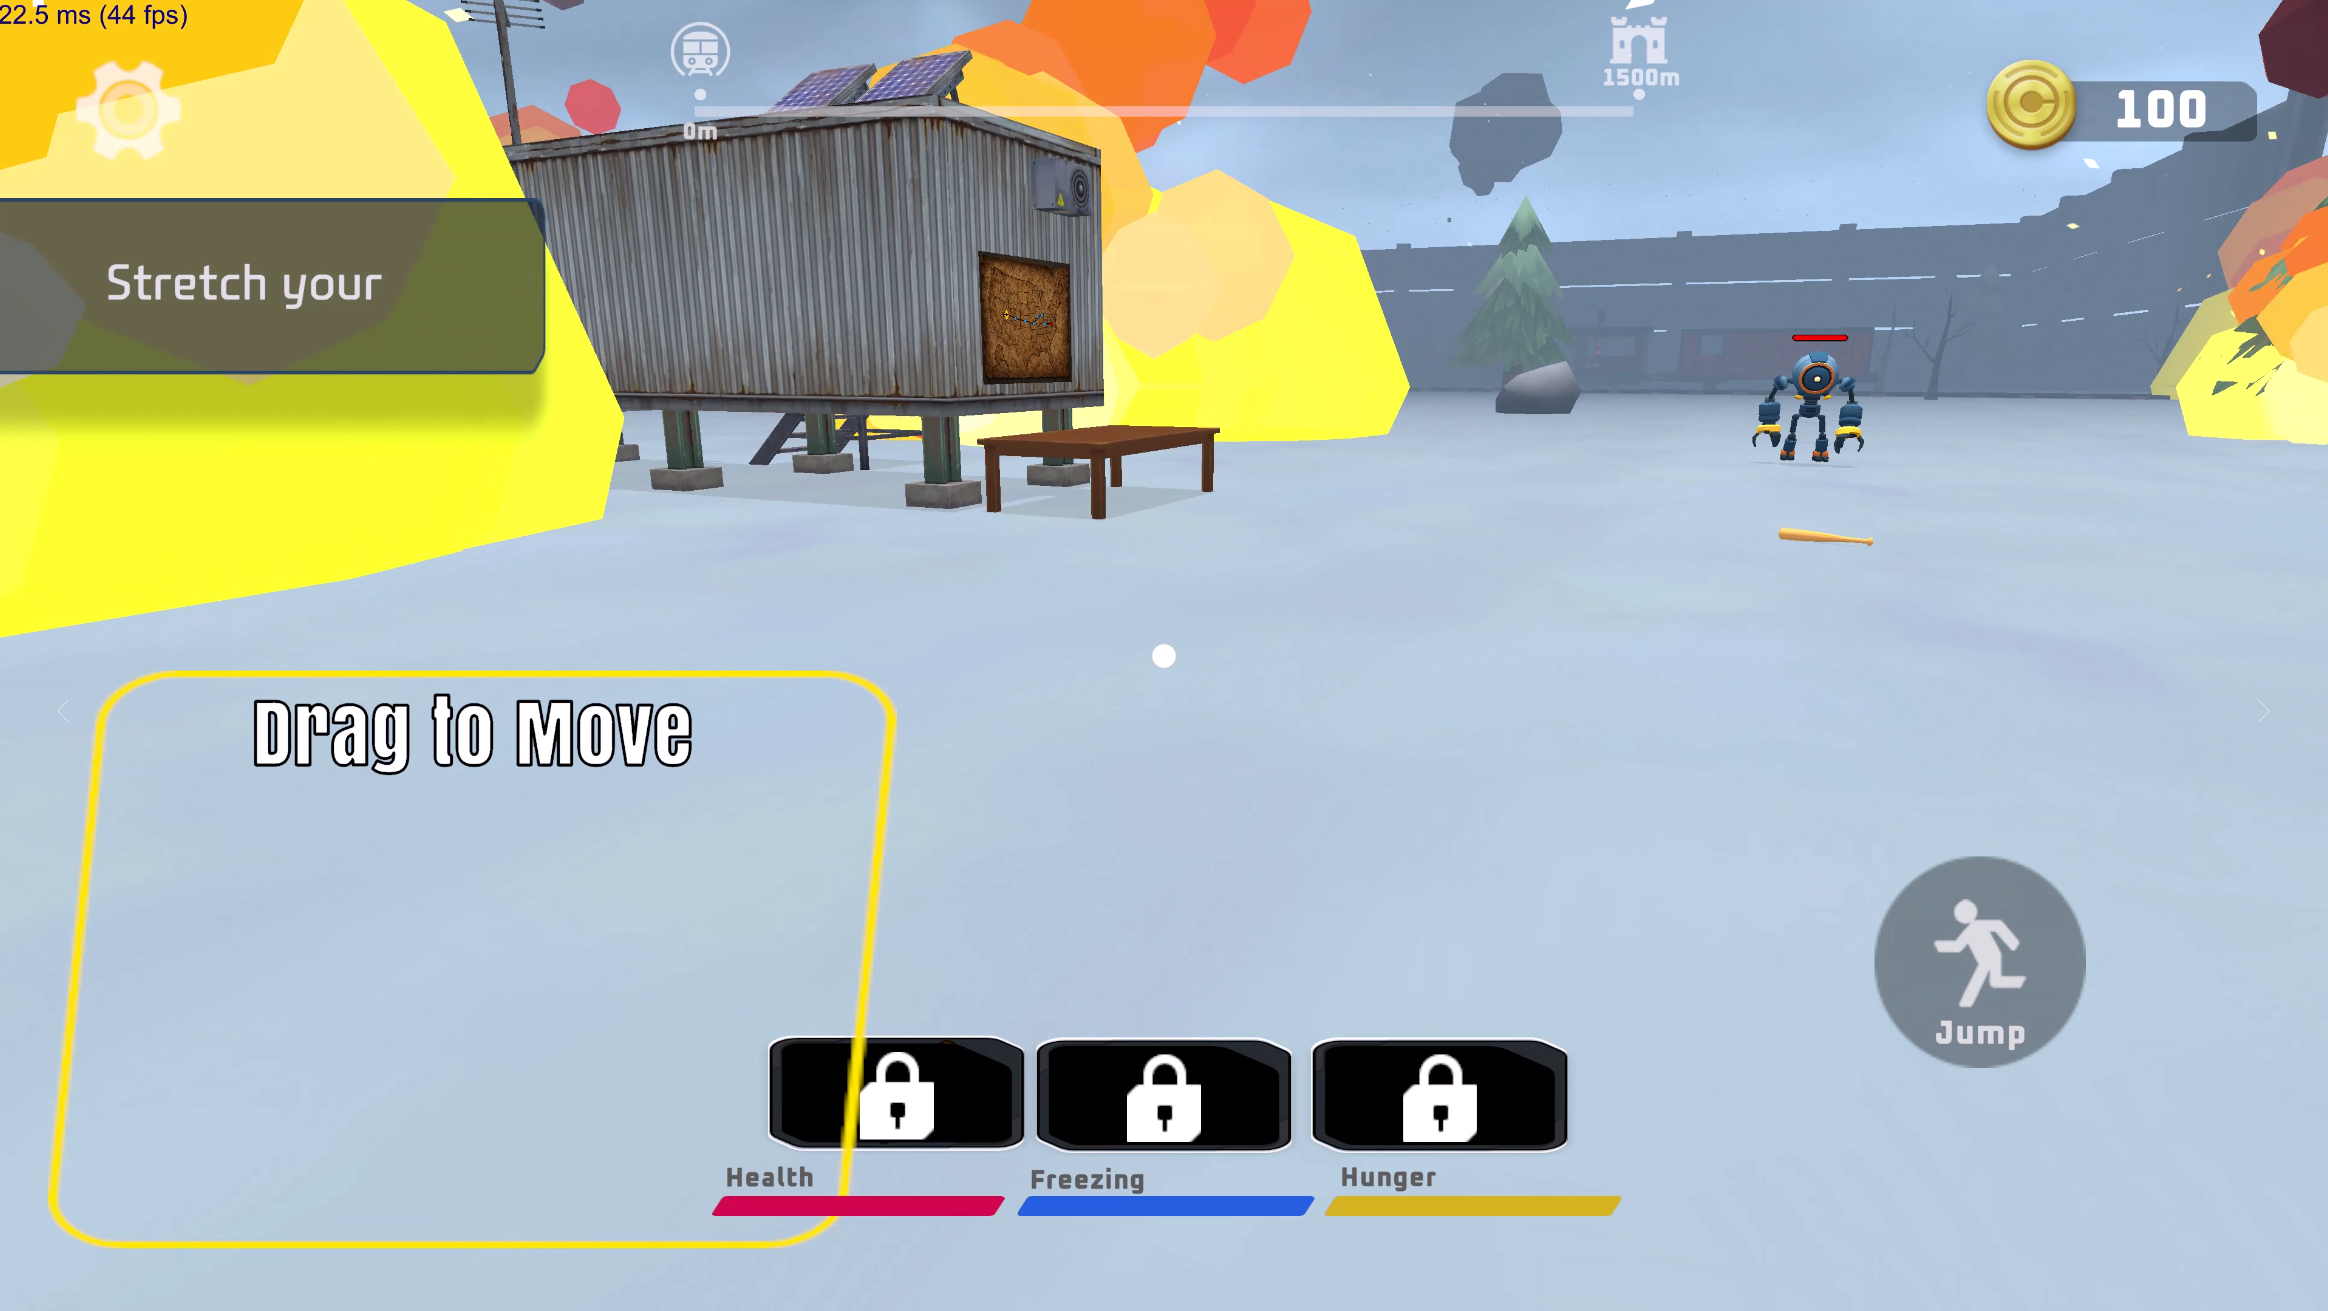 22.5 ms (44 fps)
1500m
0m
100
Stretch your
Drag to Move
Jump
Health
Freezing
Hunger